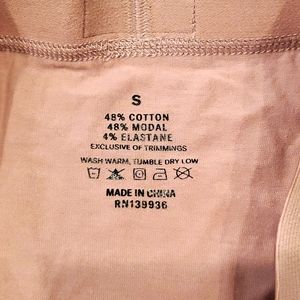 S
48% COTTON
48% MODAL
4% ELASTANE
EXCLUSIVE OF TRIMMINGS
WASH WARM, TUMBLE DRY LOW
MADE IN CHINA
RN139936